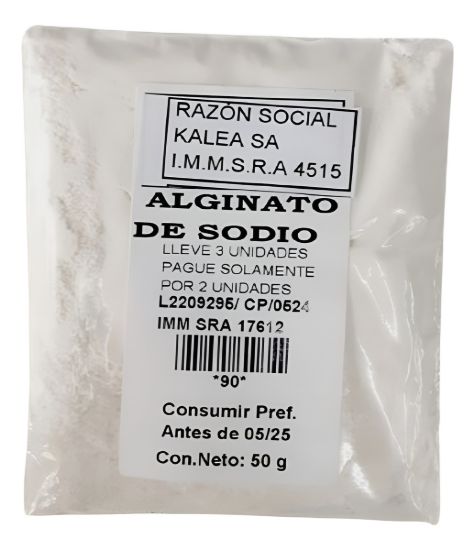 RAZÓN SOCIAL
KALEA SA
I.M.M.S.R.A 4515
ALGINATO
DE SODIO
LLEVE 3 UNIDADES
PAGUE SOLAMENTE
POR 2 UNIDADES
L2209295/ CP/0524
IMM SRA 17612
*90*
Consumir Pref.
Antes de 05/25
Con.Neto: 50 g